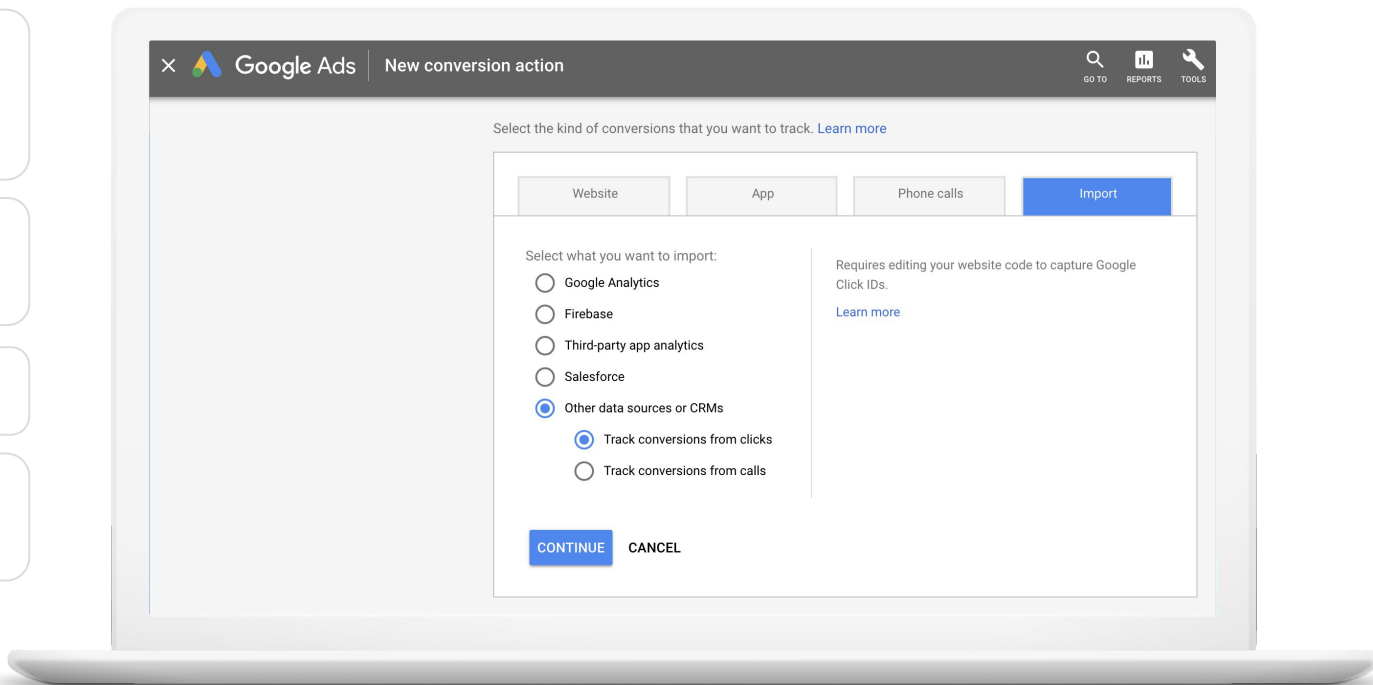 Google Ads
New conversion action
GO TO
REPORTS
TOOLS
Select the kind of conversions that you want to track. Learn more
Website
App
Phone calls
Import
Select what you want to import:
Google Analytics
Firebase
Third-party app analytics
Salesforce
Other data sources or CRMs
Track conversions from clicks
Track conversions from calls
Requires editing your website code to capture Google
Click IDs.
Learn more
CONTINUE
CANCEL